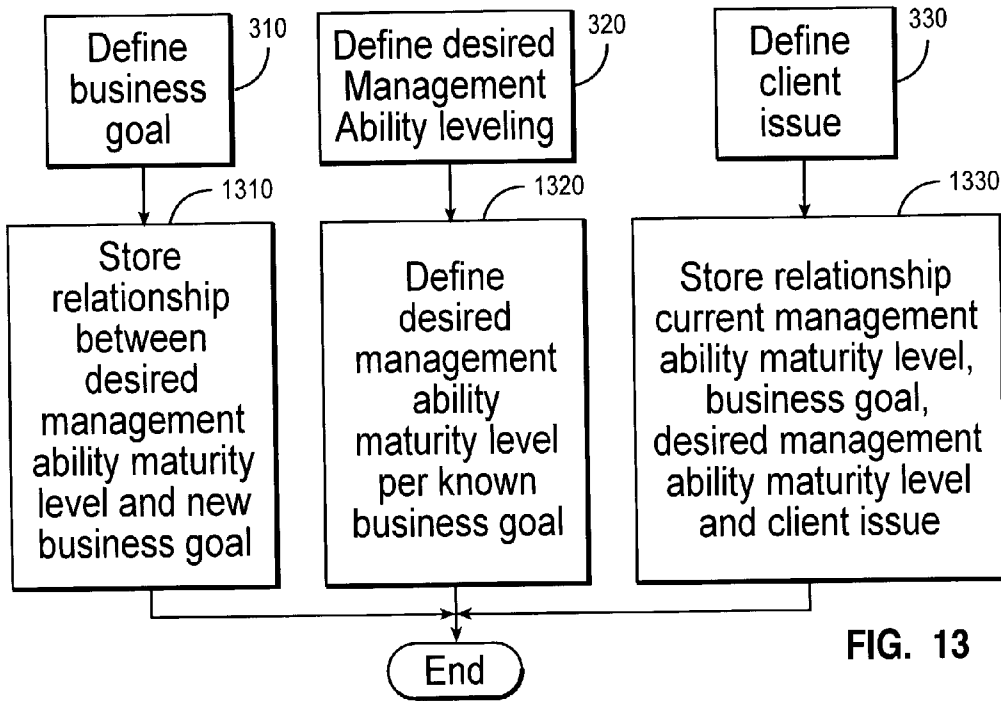 310
Define
business
goal
320
Define desired
Management
Ability leveling
330
Define
client
issue
1310
Store
relationship
between
desired
management
ability maturity
level and new
business goal
1320
Define
desired
management
ability
maturity level
per known
business goal
1330
Store relationship
current management
ability maturity level,
business goal,
desired management
ability maturity level
and client issue
End
FIG. 13